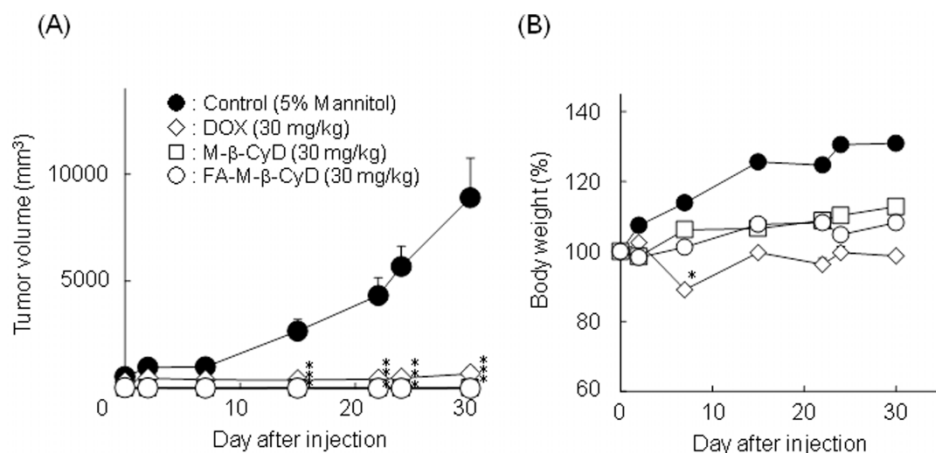 (A)
(B)
● : Control (5% Mannitol)
◇ : DOX (30 mg/kg)
□ : M-β-CyD (30 mg/kg)
○ : FA-M-β-CyD (30 mg/kg)
Tumor volume (mm³)
10000
5000
0
10
20
30
* * *
* * *
* * *
* * *
Day after injection
Body weight (%)
140
120
100
80
60
*
0
10
20
30
Day after injection